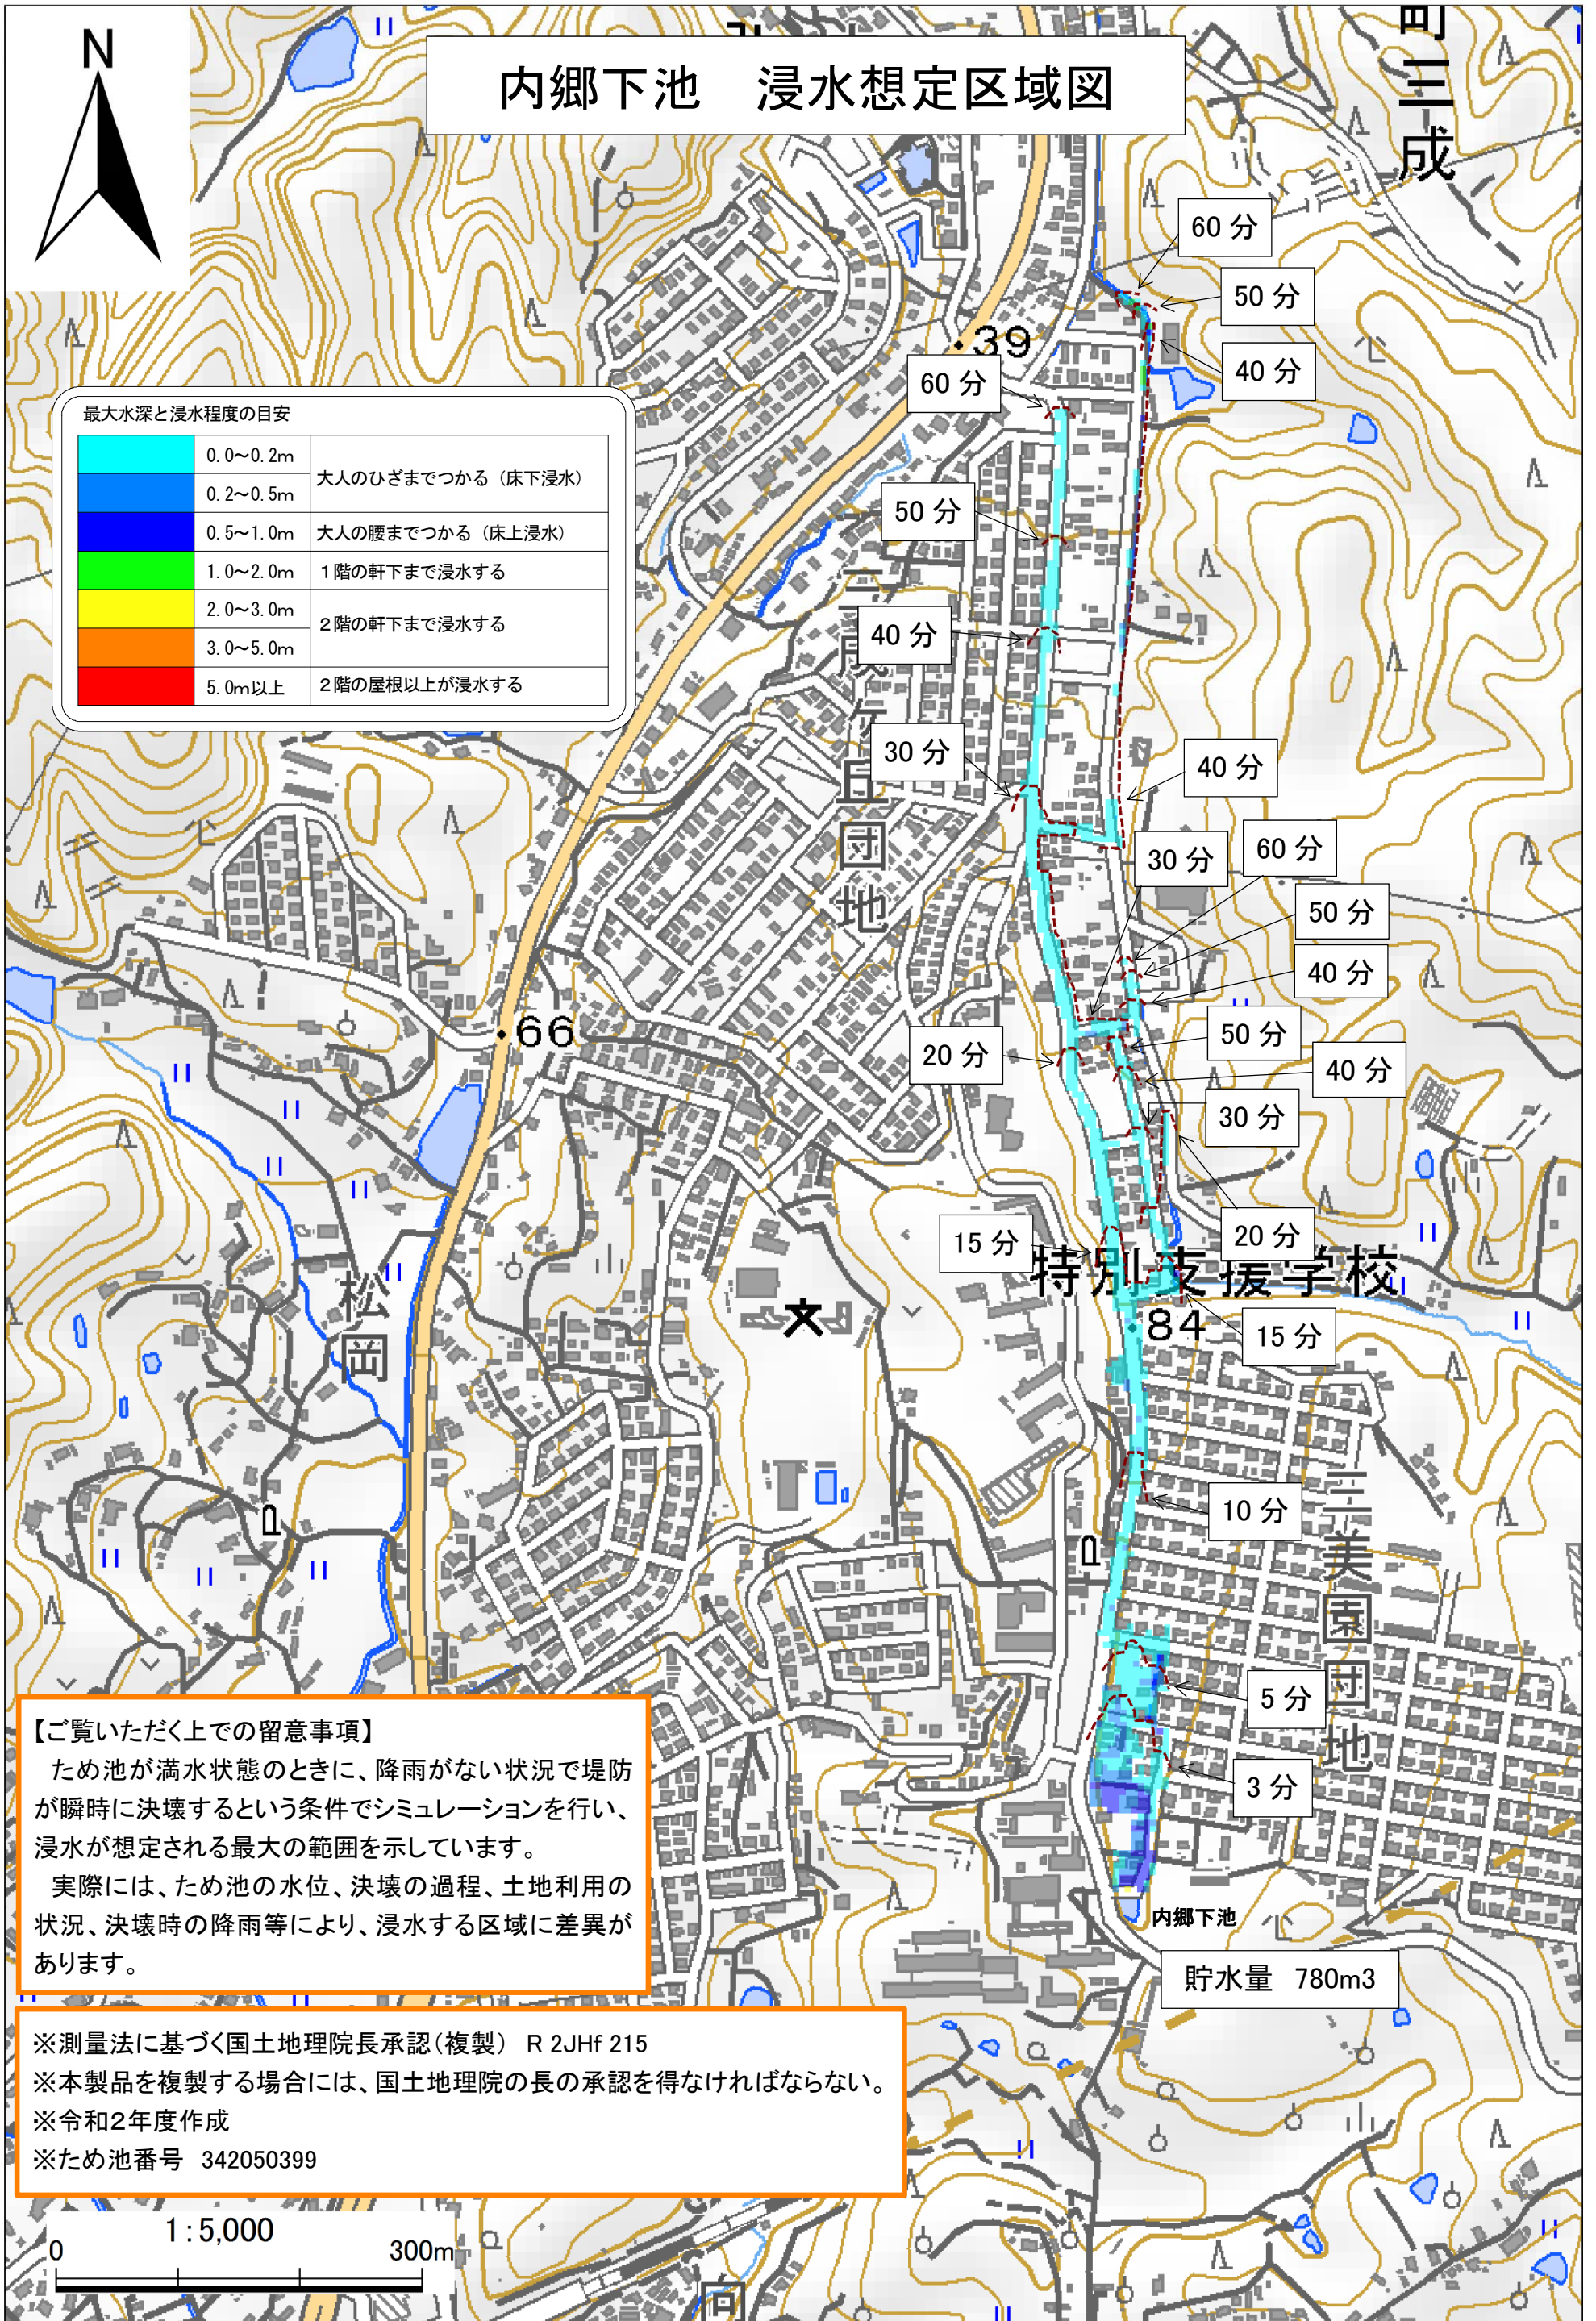 N
内郷下池　浸水想定区域図
町三成
60 分
50 分
40 分
39
60 分
最大水深と浸水程度の目安
0.0～0.2m
大人のひざまでつかる（床下浸水）
0.2～0.5m
0.5～1.0m 大人の腰までつかる（床上浸水）
1.0～2.0m １階の軒下まで浸水する
2.0～3.0m
２階の軒下まで浸水する
3.0～5.0m
5.0m以上 ２階の屋根以上が浸水する
50 分
40 分
30 分
三成ヶ丘団地
40 分
30 分
60 分
50 分
40 分
66
20 分
50 分
40 分
30 分
20 分
15 分
特別支援学校
84
15 分
松岡
10 分
三美園団地
5 分
3 分
【ご覧いただく上での留意事項】
ため池が満水状態のときに、降雨がない状況で堤防
が瞬時に決壊するという条件でシミュレーションを行い、
浸水が想定される最大の範囲を示しています。
実際には、ため池の水位、決壊の過程、土地利用の
状況、決壊時の降雨等により、浸水する区域に差異が
あります。
内郷下池
貯水量　780m3
※測量法に基づく国土地理院長承認（複製） R 2JHf 215
※本製品を複製する場合には、国土地理院の長の承認を得なければならない。
※令和2年度作成
※ため池番号 342050399
1：5,000
0 300m